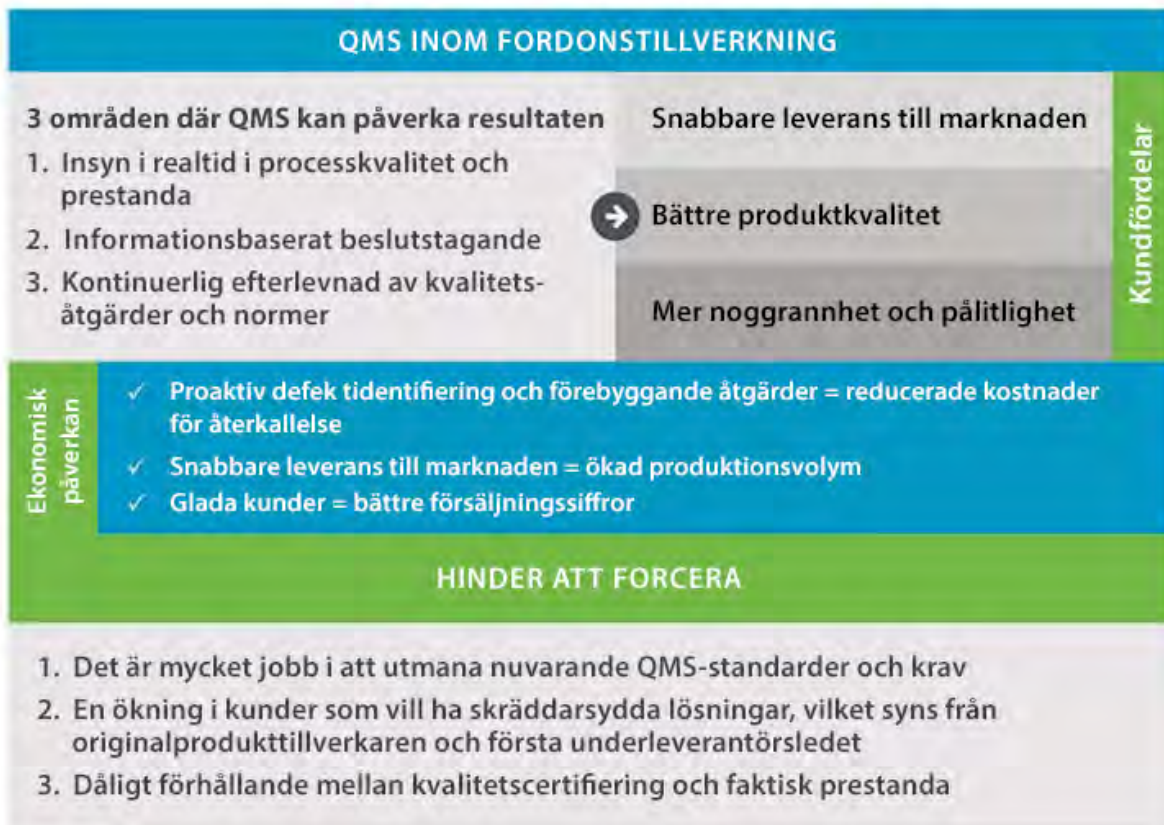 QMS INOM FORDONSTILLVERKNING
3 områden där QMS kan påverka resultaten
1. Insyn i realtid i processkvalitet och
prestanda
2. Informationsbaserat beslutstagande
3. Kontinuerlig efterlevnad av kvalitets-
åtgärder och normer
Snabbare leverans till marknaden
Bättre produktkvalitet
Mer noggrannhet och pålitlighet
Kundfördelar
Ekonomisk
påverkan
✓ Proaktiv defek tidentifiering och förebyggande åtgärder = reducerade kostnader
för återkallelse
✓ Snabbare leverans till marknaden = ökad produktionsvolym
✓ Glada kunder = bättre försäljningssiffror
HINDER ATT FORCERA
1. Det är mycket jobb i att utmana nuvarande QMS-standarder och krav
2. En ökning i kunder som vill ha skräddarsydda lösningar, vilket syns från
originalprodukttillverkaren och första underleverantörsledet
3. Dåligt förhållande mellan kvalitetscertifiering och faktisk prestanda